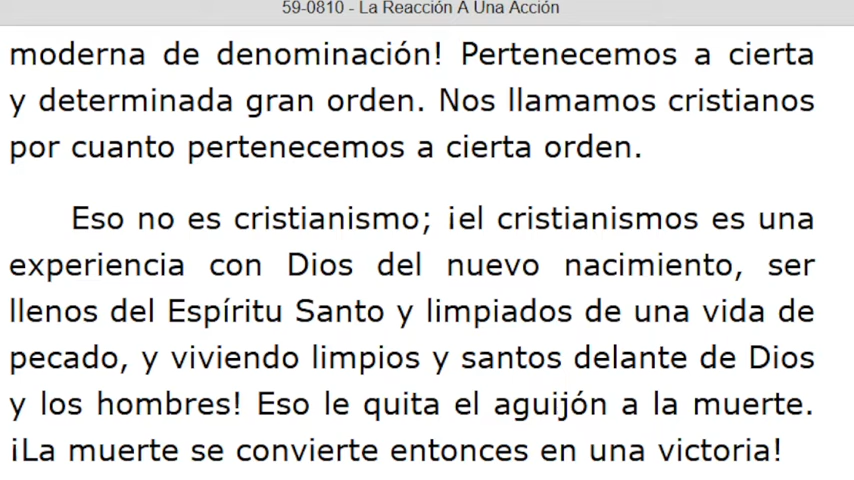 59-0810 - La Reacción A Una Acción
moderna de denominación! Pertenecemos a cierta
y determinada gran orden. Nos llamamos cristianos
por cuanto pertenecemos a cierta orden.
Eso no es cristianismo; ¡el cristianismos es una
experiencia con Dios del nuevo nacimiento, ser
llenos del Espíritu Santo y limpiados de una vida de
pecado, y viviendo limpios y santos delante de Dios
y los hombres! Eso le quita el aguijón a la muerte.
¡La muerte se convierte entonces en una victoria!